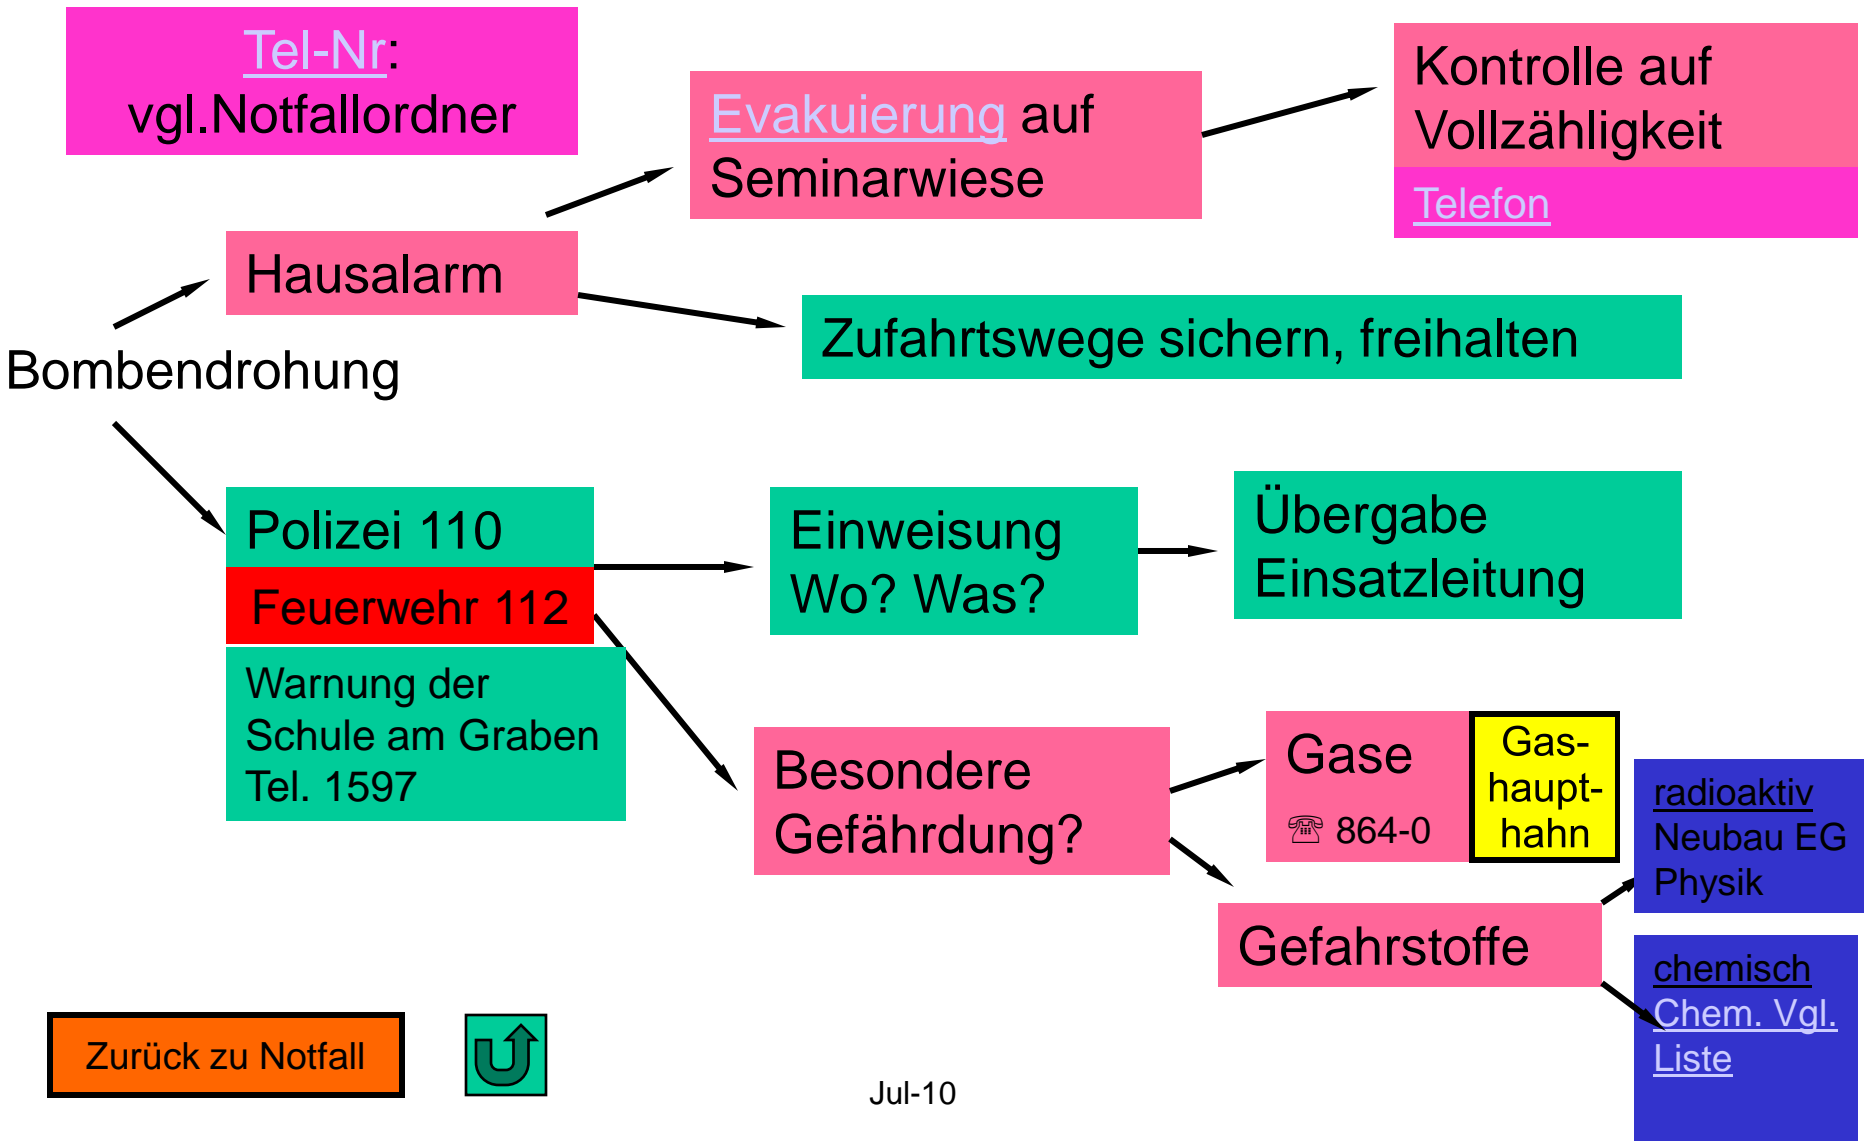 Tel-Nr:
vgl.Notfallordner
Evakuierung auf
Seminarwiese
Kontrolle auf
Vollzähligkeit
Telefon
Hausalarm
Zufahrtswege sichern, freihalten
Bombendrohung
Polizei 110
Feuerwehr 112
Warnung der
Schule am Graben
Tel. 1597
Einweisung
Wo? Was?
Übergabe
Einsatzleitung
Besondere
Gefährdung?
Gase
☏ 864-0
Gas-
haupt-
hahn
Gefahrstoffe
radioaktiv
Neubau EG
Physik
chemisch
Chem. Vgl.
Liste
Zurück zu Notfall
Jul-10